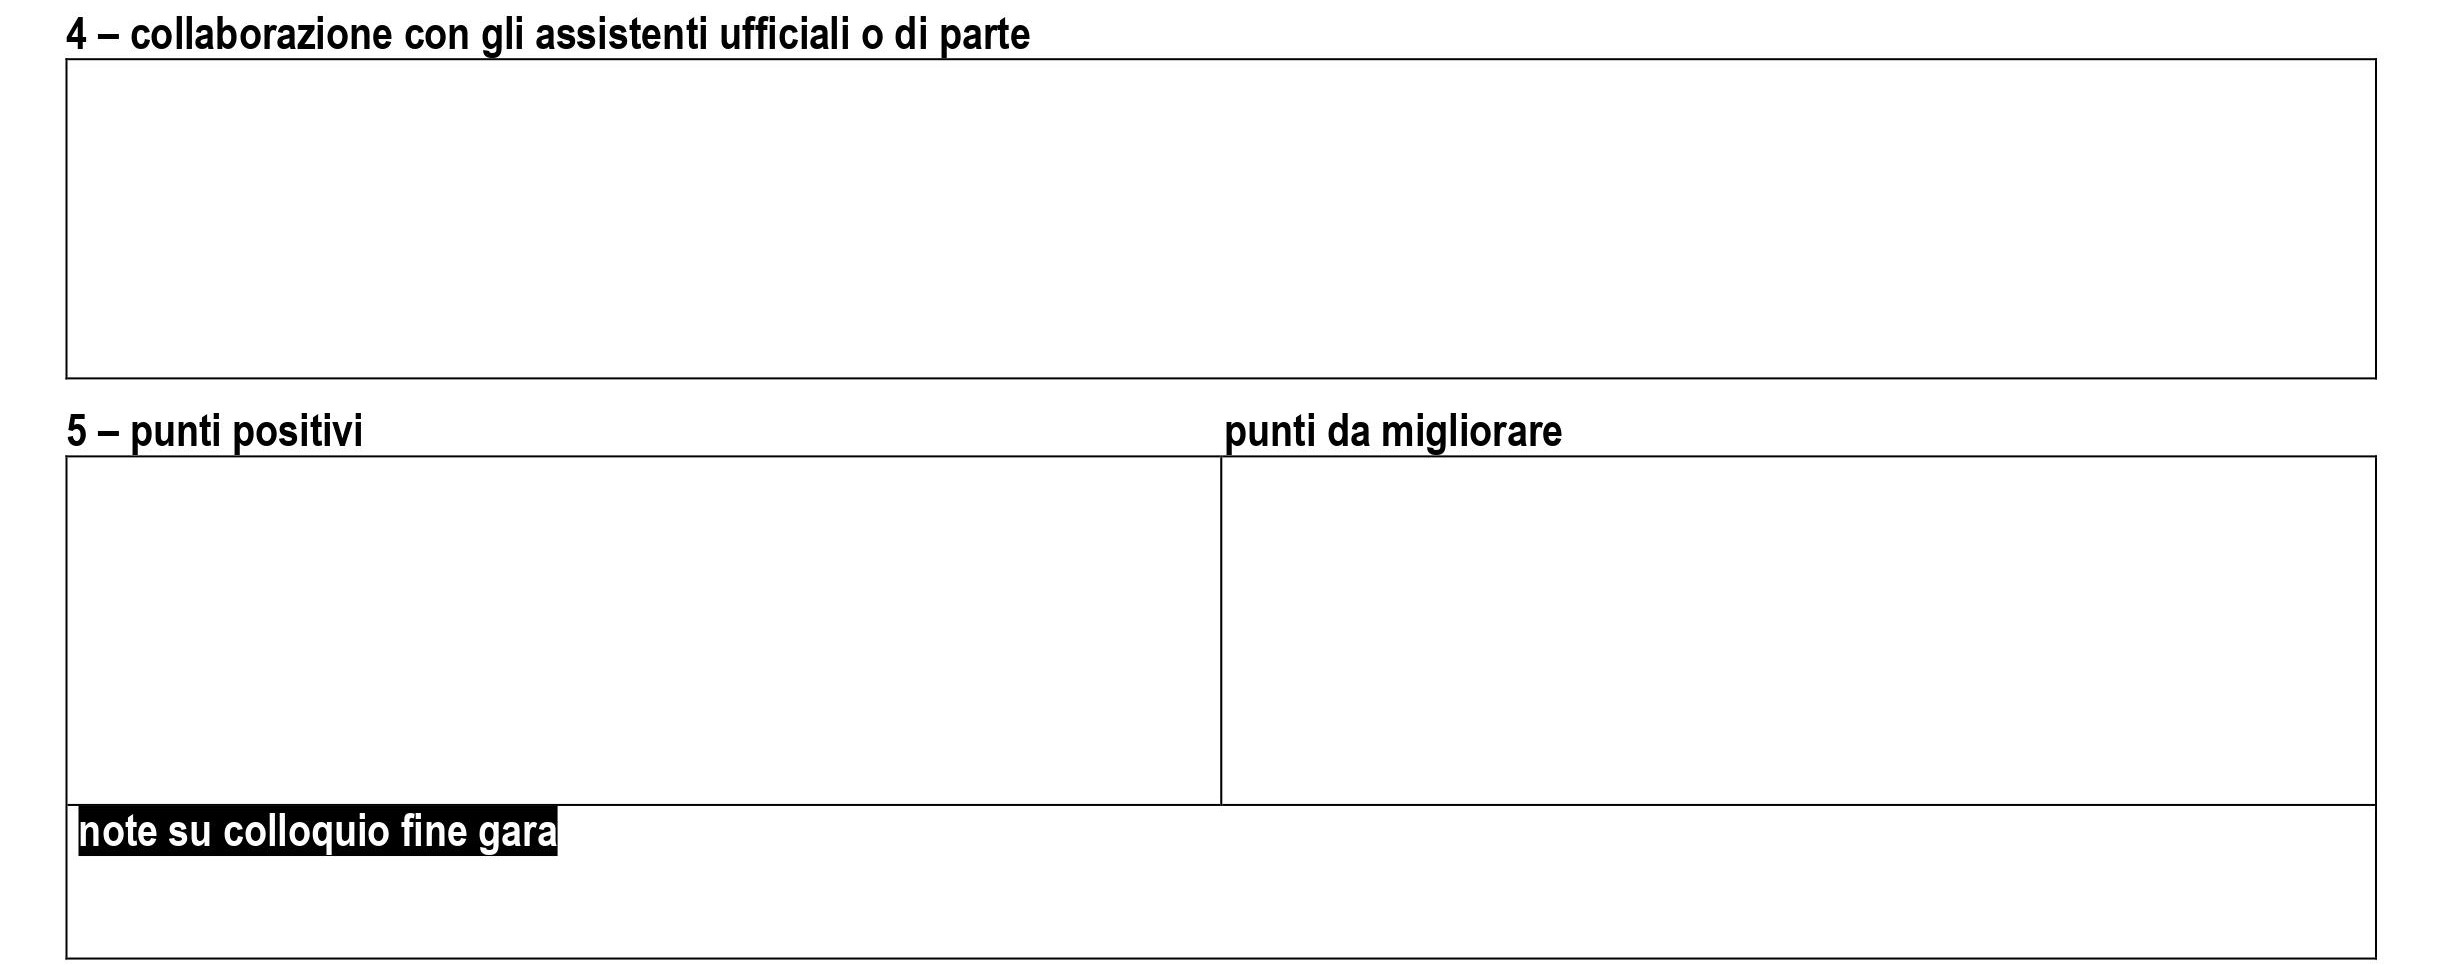 4 – collaborazione con gli assistenti ufficiali o di parte
5 – punti positivi
punti da migliorare
note su colloquio fine gara